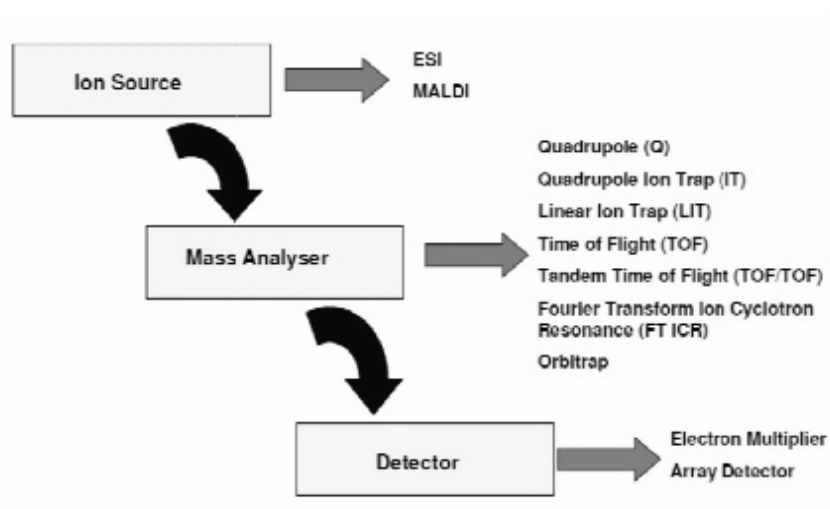 Ion Source
ESI
MALDI
Mass Analyser
Quadrupole (Q)
Quadrupole Ion Trap (IT)
Linear Ion Trap (LIT)
Time of Flight (TOF)
Tandem Time of Flight (TOF/TOF)
Fourier Transform Ion Cyclotron
Resonance (FT ICR)
Orbitrap
Detector
Electron Multiplier
Array Detector